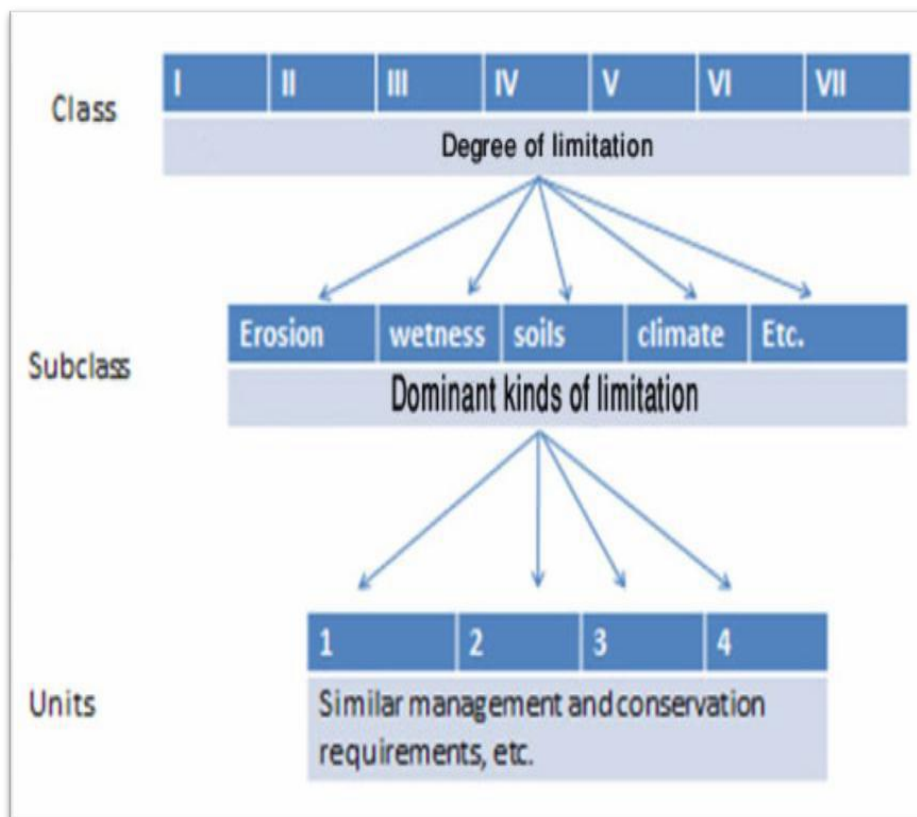 Class
I II III IV V VI VII
Degree of limitation
Subclass
Erosion wetness soils climate Etc.
Dominant kinds of limitation
Units
1 2 3 4
Similar management and conservation
requirements, etc.